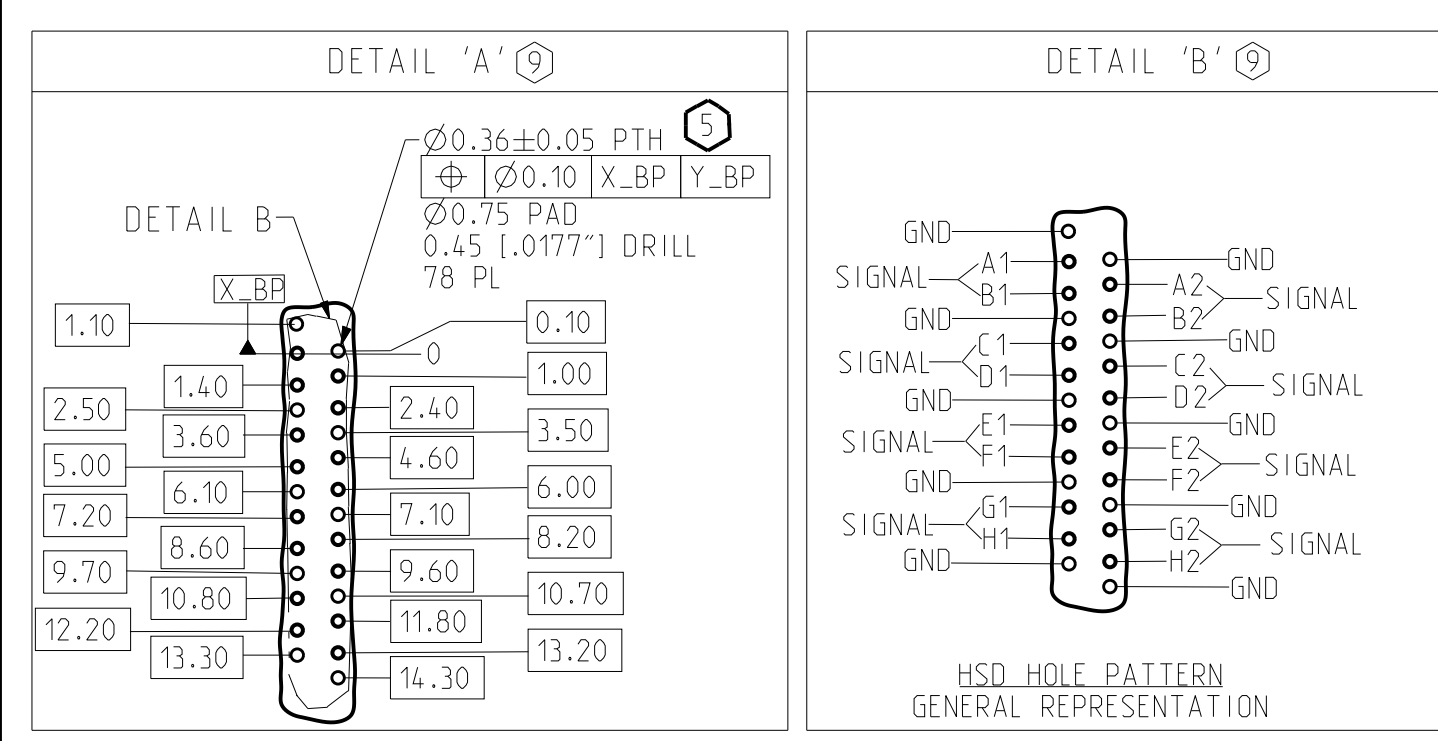 DETAIL 'A' 9
Ø0.36±0.05 PTH 5
⌖ Ø0.10 X_BP Y_BP
Ø0.75 PAD
0.45 [.0177"] DRILL
78 PL
DETAIL B
X_BP
1.10
0.10
0
1.40
1.00
2.50
2.40
3.60
3.50
5.00
4.60
6.10
6.00
7.20
7.10
8.60
8.20
9.70
9.60
10.80
10.70
12.20
11.80
13.30
13.20
14.30
DETAIL 'B' 9
GND
GND
SIGNAL
A1
B1
A2
B2
SIGNAL
GND
GND
SIGNAL
C1
D1
C2
D2
SIGNAL
GND
GND
SIGNAL
E1
F1
E2
F2
SIGNAL
GND
GND
SIGNAL
G1
H1
G2
H2
SIGNAL
GND
GND
HSD HOLE PATTERN
GENERAL REPRESENTATION